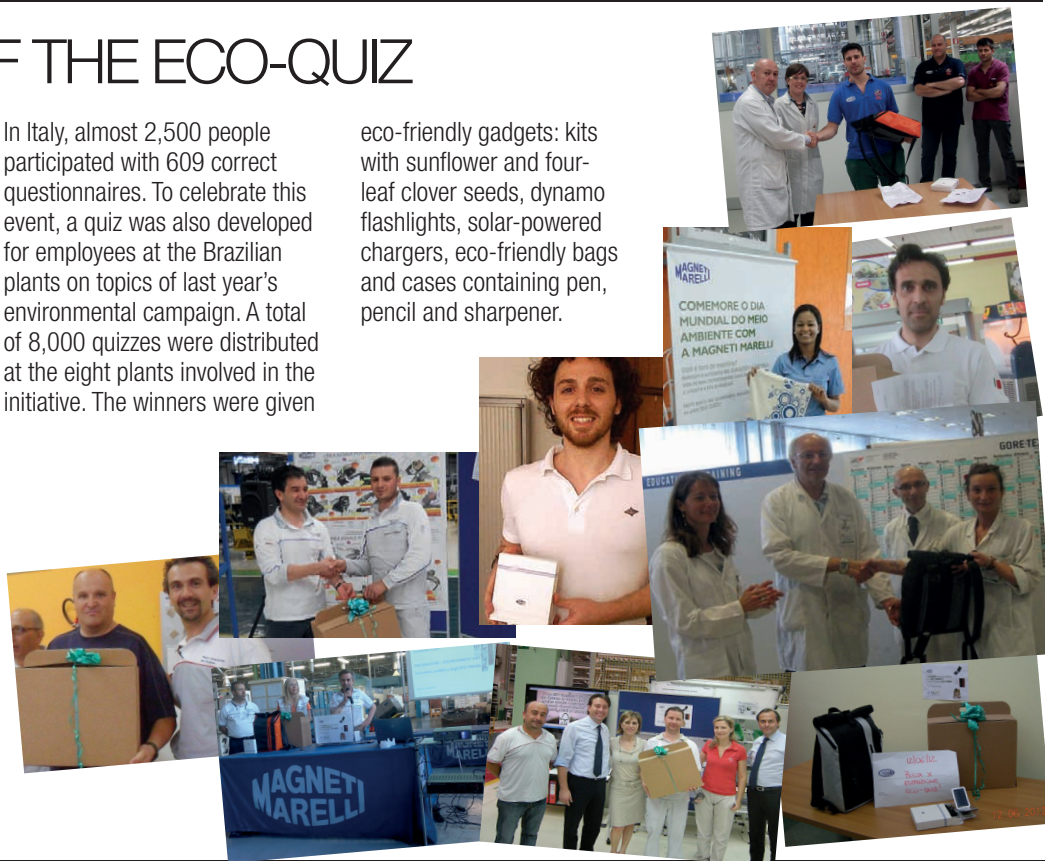 F THE ECO-QUIZ
In Italy, almost 2,500 people
participated with 609 correct
questionnaires. To celebrate this
event, a quiz was also developed
for employees at the Brazilian
plants on topics of last year's
environmental campaign. A total
of 8,000 quizzes were distributed
at the eight plants involved in the
initiative. The winners were given
eco-friendly gadgets: kits
with sunflower and four-
leaf clover seeds, dynamo
flashlights, solar-powered
chargers, eco-friendly bags
and cases containing pen,
pencil and sharpener.
MAGNETI
MARELLI
COMEMORE O DIA
MUNDIAL DO MEIO
AMBIENTE COM
A MAGNETI MARELLI
GORE-TE
MAGNETI
MARELLI
MAGNETI
MARELLI